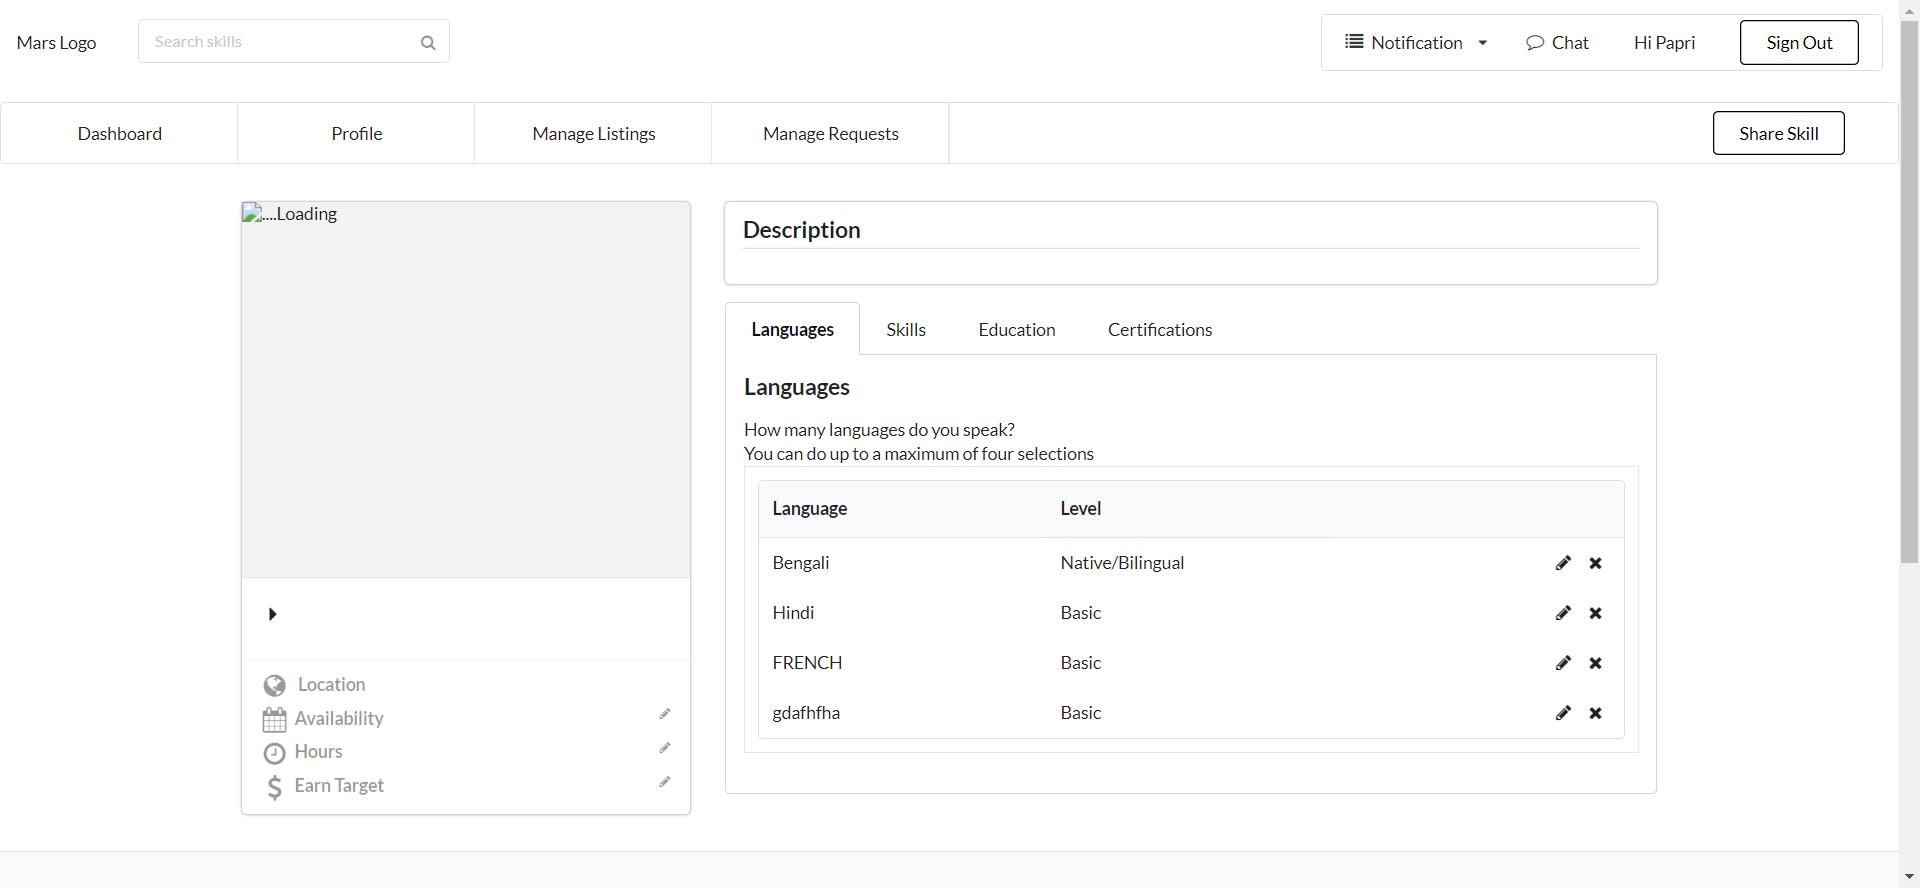 Mars Logo
Search skills
Notification
Chat
Hi Papri
Sign Out
Dashboard
Profile
Manage Listings
Manage Requests
Share Skill
....Loading
Location
Availability
Hours
Earn Target
Description
Languages
Skills
Education
Certifications
Languages
How many languages do you speak?
You can do up to a maximum of four selections
Language Level
Bengali Native/Bilingual
Hindi Basic
FRENCH Basic
gdafhfha Basic